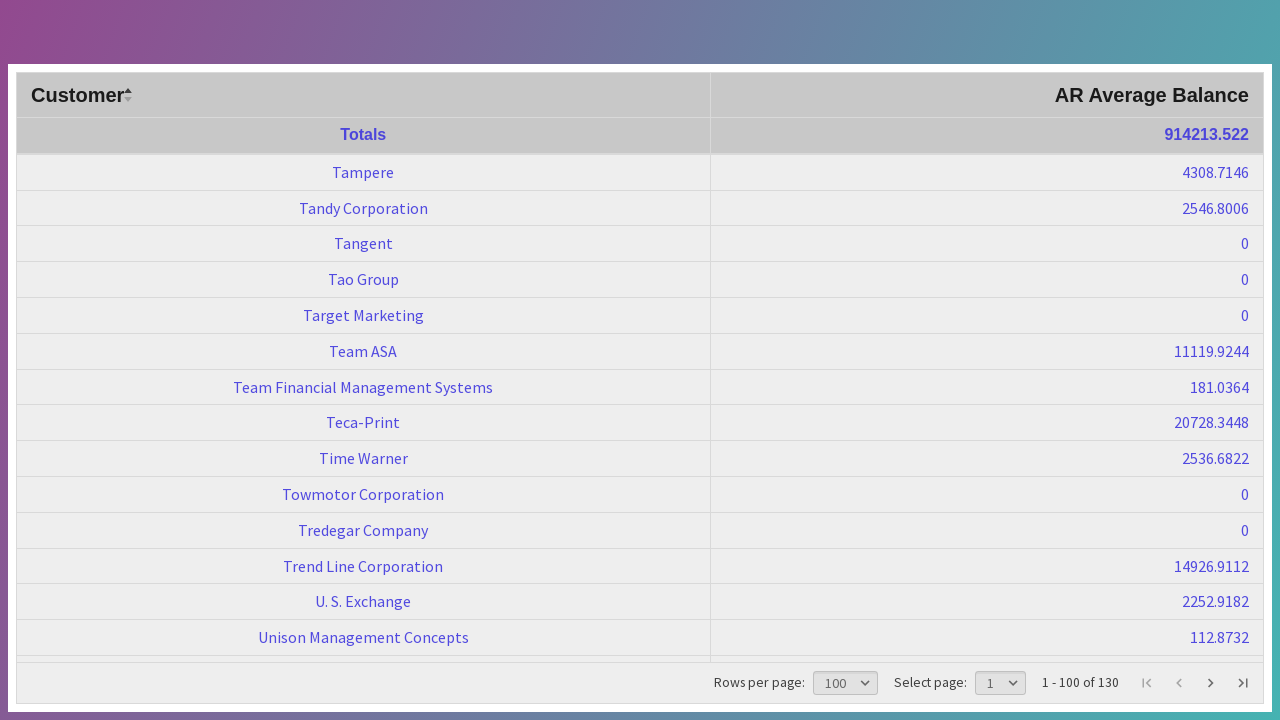 Customer AR Average Balance
Totals 914213.522
Tampere 4308.7146
Tandy Corporation 2546.8006
Tangent 0
Tao Group 0
Target Marketing 0
Team ASA 11119.9244
Team Financial Management Systems 181.0364
Teca-Print 20728.3448
Time Warner 2536.6822
Towmotor Corporation 0
Tredegar Company 0
Trend Line Corporation 14926.9112
U. S. Exchange 2252.9182
Unison Management Concepts 112.8732
Rows per page: 100 Select page: 1 1 - 100 of 130